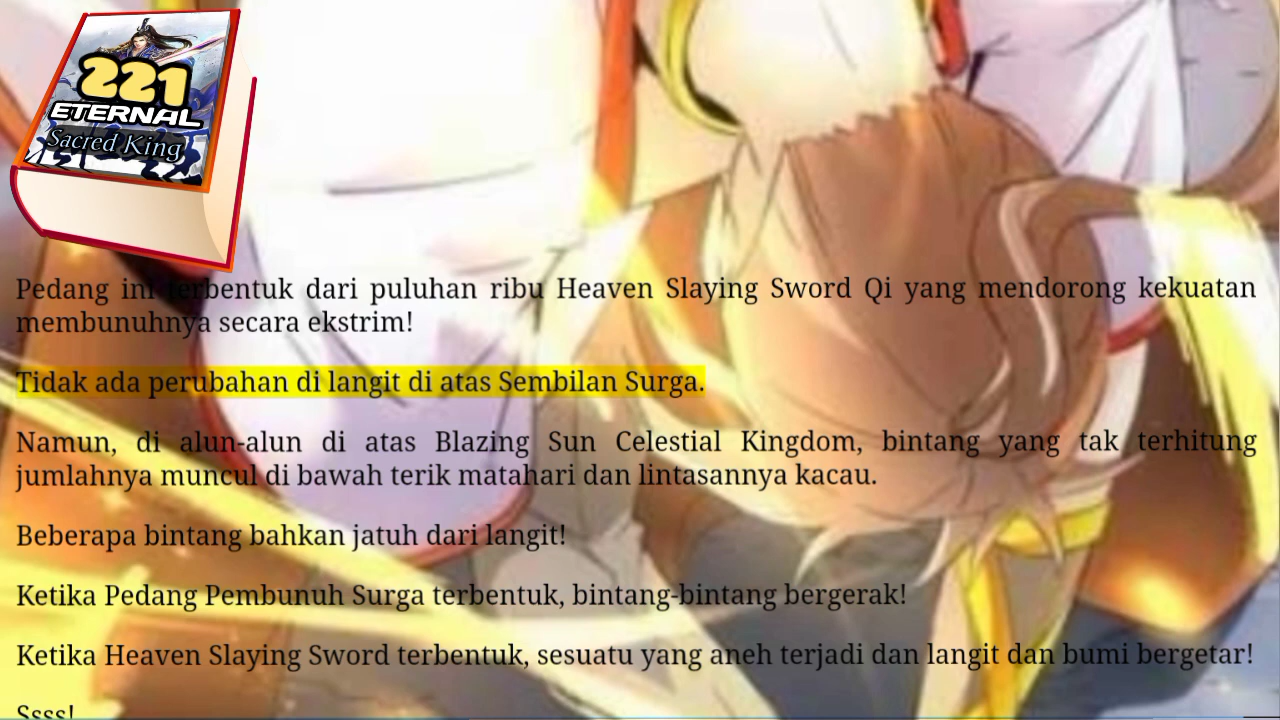 221
ETERNAL
Sacred King
Pedang ini terbentuk dari puluhan ribu Heaven Slaying Sword Qi yang mendorong kekuatan
membunuhnya secara ekstrim!
Tidak ada perubahan di langit di atas Sembilan Surga.
Namun, di alun-alun di atas Blazing Sun Celestial Kingdom, bintang yang tak terhitung
jumlahnya muncul di bawah terik matahari dan lintasannya kacau.
Beberapa bintang bahkan jatuh dari langit!
Ketika Pedang Pembunuh Surga terbentuk, bintang-bintang bergerak!
Ketika Heaven Slaying Sword terbentuk, sesuatu yang aneh terjadi dan langit dan bumi bergetar!
Ssss!